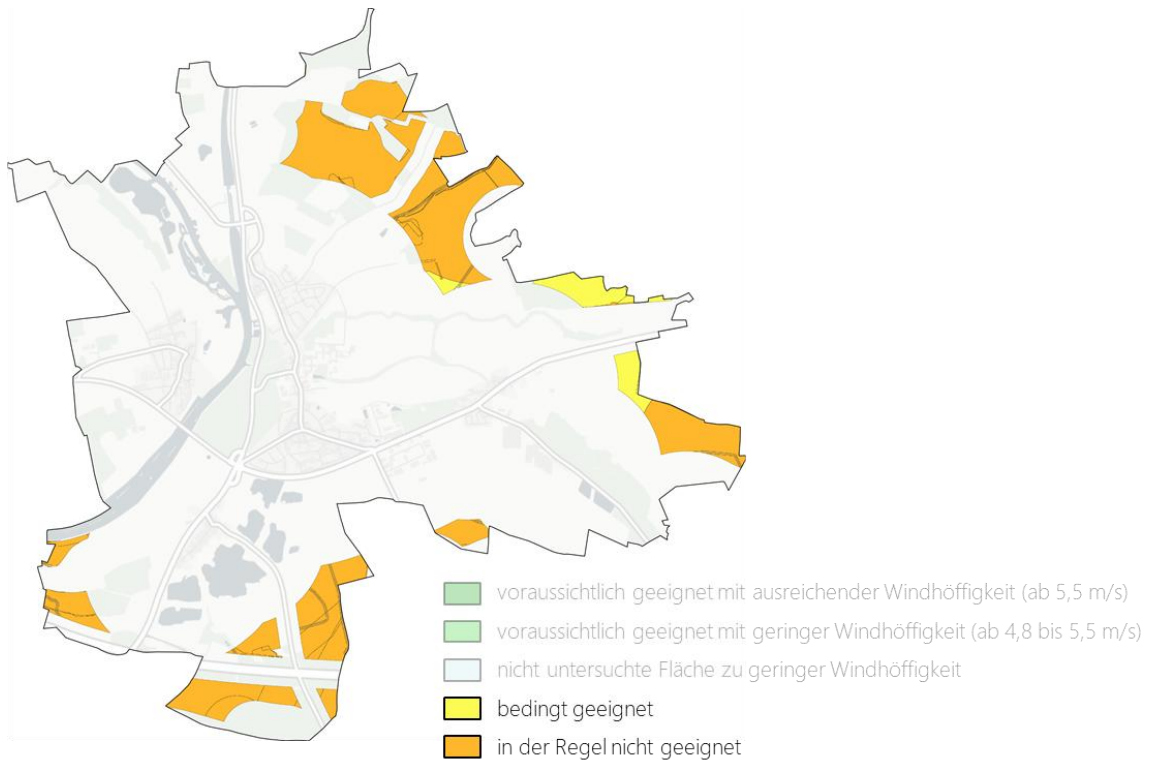 voraussichtlich geeignet mit ausreichender Windhöffigkeit (ab 5,5 m/s)
voraussichtlich geeignet mit geringer Windhöffigkeit (ab 4,8 bis 5,5 m/s)
nicht untersuchte Fläche zu geringer Windhöffigkeit
bedingt geeignet
in der Regel nicht geeignet